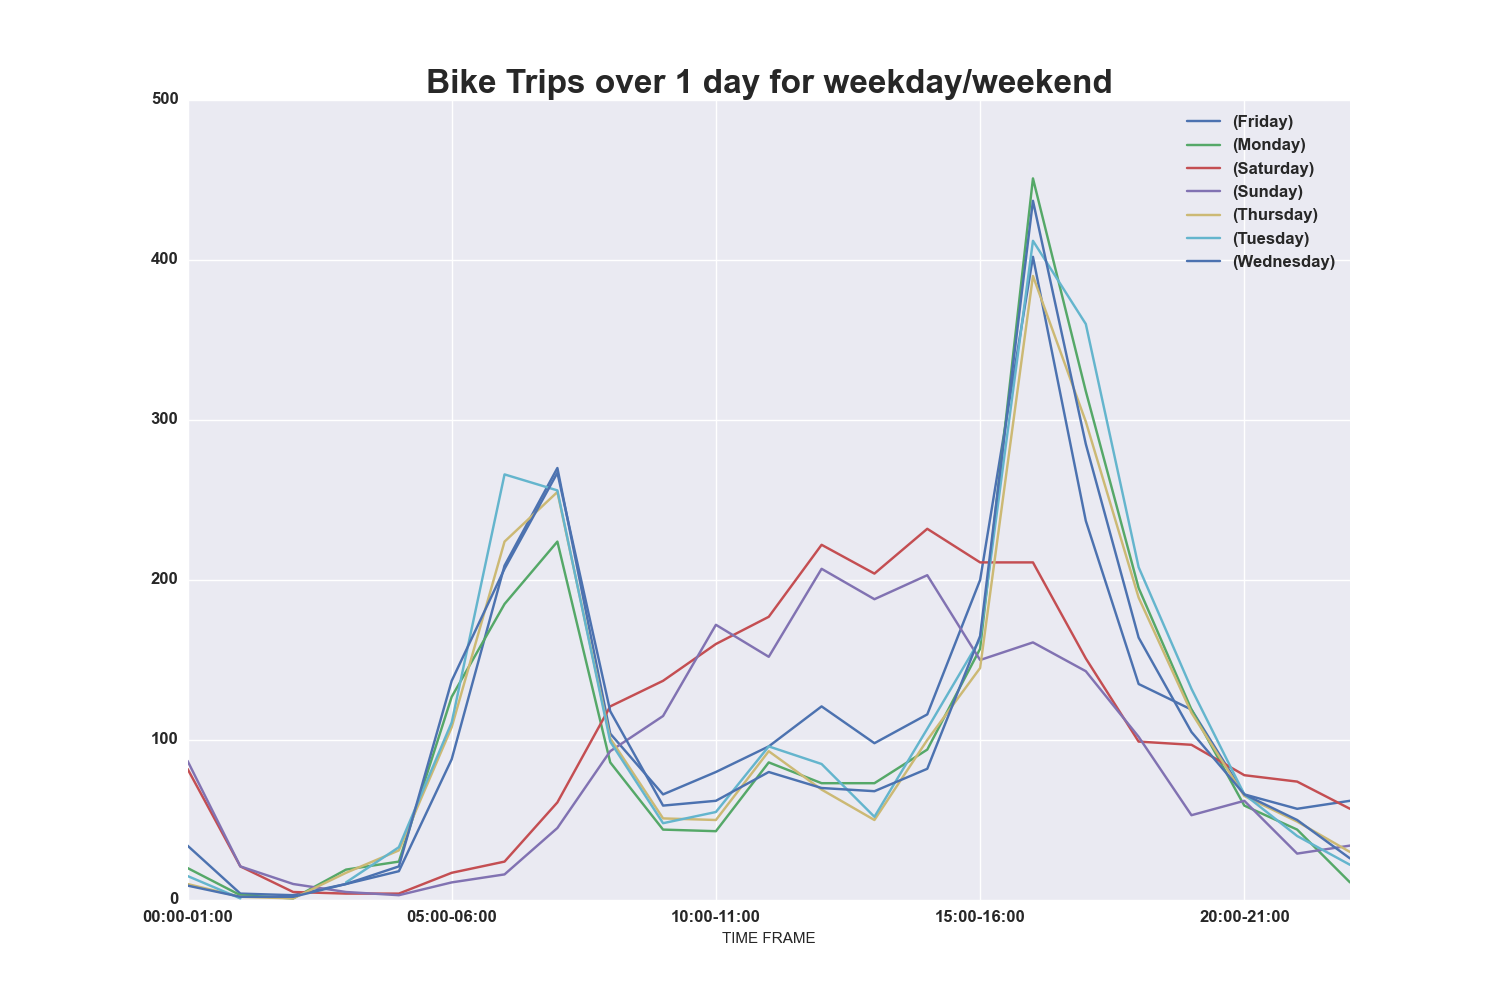 Bike Trips over 1 day for weekday/weekend
500
400
300
200
100
0
(Friday)
(Monday)
(Saturday)
(Sunday)
(Thursday)
(Tuesday)
(Wednesday)
00:00-01:00 05:00-06:00 10:00-11:00 15:00-16:00 20:00-21:00
TIME FRAME